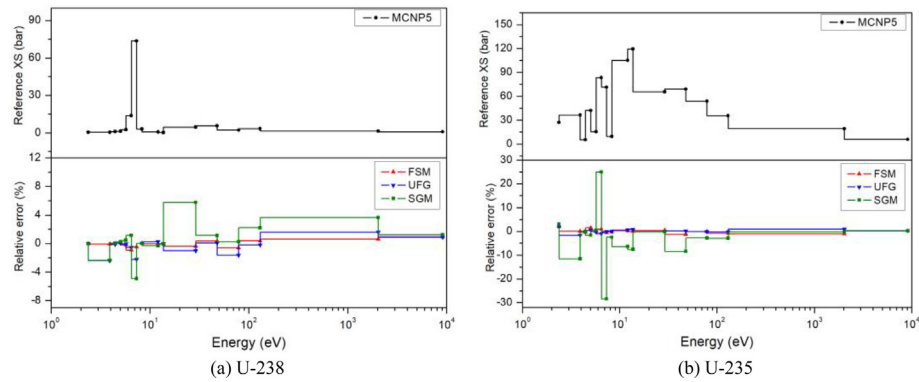 Reference XS (bar)
90
60
30
0
MCNP5
Relative error (%)
12
8
4
0
-4
-8
FSM
UFG
SGM
10^0 10^1 10^2 10^3 10^4
Energy (eV)
(a) U-238
Reference XS (bar)
150
120
90
60
30
0
MCNP5
Relative error (%)
30
20
10
0
-10
-20
-30
FSM
UFG
SGM
10^0 10^1 10^2 10^3 10^4
Energy (eV)
(b) U-235